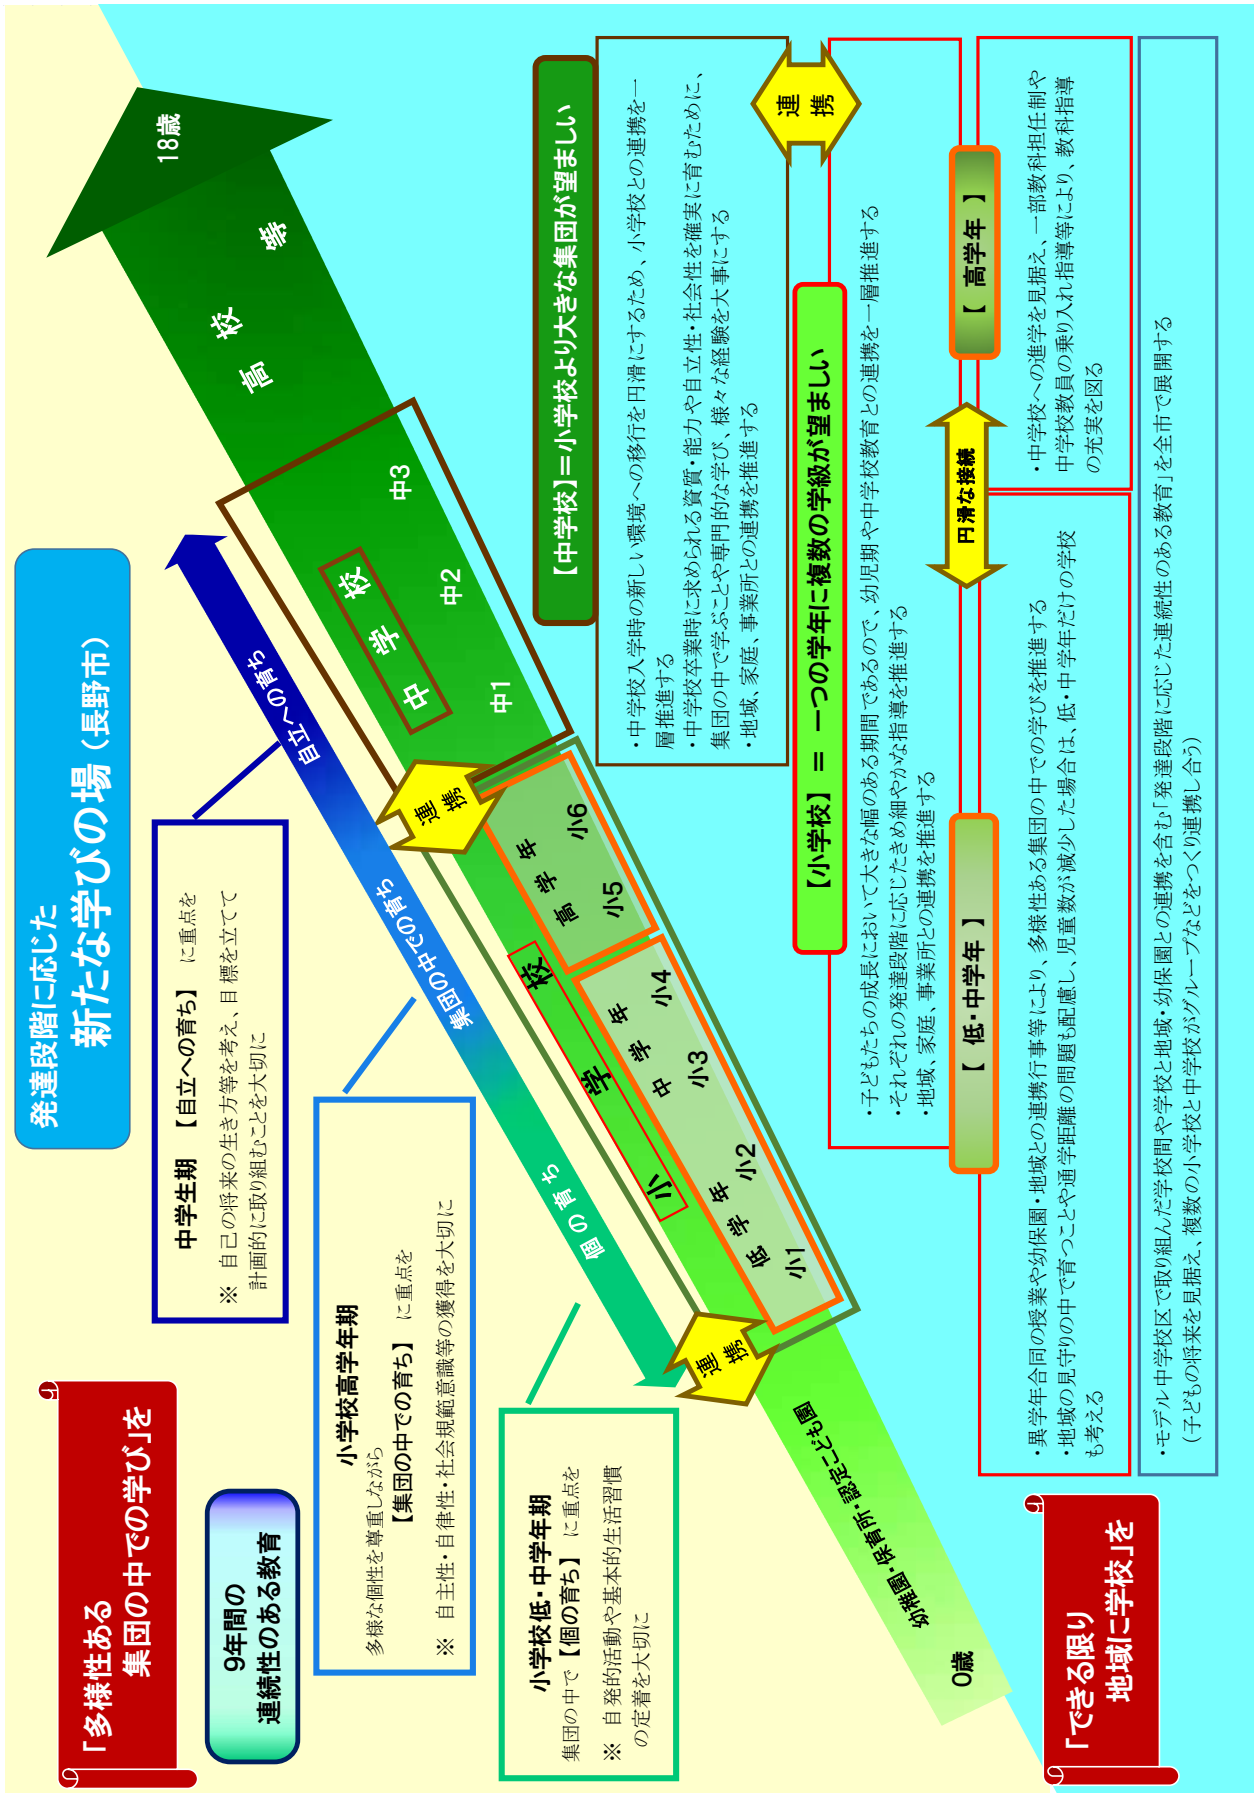 発達段階に応じた
新たな学びの場（長野市）
「多様性ある
集団の中での学び」を
9年間の
連続性のある教育
中学生期　【自立への育ち】　に重点を
※　自己の将来の生き方等を考え、目標を立てて
計画的に取り組むことを大切に
小学校高学年期
多様な個性を尊重しながら
【集団の中での育ち】　に重点を
※　自主性・自律性・社会規範意識等の獲得を大切に
小学校低・中学年期
集団の中で【個の育ち】　に重点を
※　自発的活動や基本的生活習慣
の定着を大切に
自立への育ち
集団の中での育ち
個の育ち
18歳
高　校　等
中　学　校
中3
中2
中1
連携
小　学　校
高　学　年
小6
小5
中　学　年
小4
小3
低　学　年
小2
小1
連携
幼稚園・保育所・認定こども園
0歳
「できる限り
地域に学校」を
【中学校】＝小学校より大きな集団が望ましい
・中学校入学時の新しい環境への移行を円滑にするため、小学校との連携を一
層推進する
・中学校卒業時に求められる資質・能力や自立性・社会性を確実に育むために、
集団の中で学ぶことや専門的な学び、様々な経験を大事にする
・地域、家庭、事業所との連携を推進する
連
携
【小学校】　＝　一つの学年に複数の学級が望ましい
・子どもたちの成長において大きな幅のある期間であるので、幼児期や中学校教育との連携を一層推進する
・それぞれの発達段階に応じたきめ細やかな指導を推進する
・地域、家庭、事業所との連携を推進する
【　低・中学年　】
円滑な接続
【　高学年　】
・異学年合同の授業や幼保園・地域との連携行事等により、多様性ある集団の中での学びを推進する
・地域の見守りの中で育つことや通学距離の問題も配慮し、児童数が減少した場合は、低・中学年だけの学校
も考える
・中学校への進学を見据え、一部教科担任制や
中学校教員の乗り入れ指導等により、教科指導
の充実を図る
・モデル中学校区で取り組んだ学校間や学校と地域・幼保園との連携を含む「発達段階に応じた連続性のある教育」を全市で展開する
（子どもの将来を見据え、複数の小学校と中学校がグループなどをつくり連携し合う）